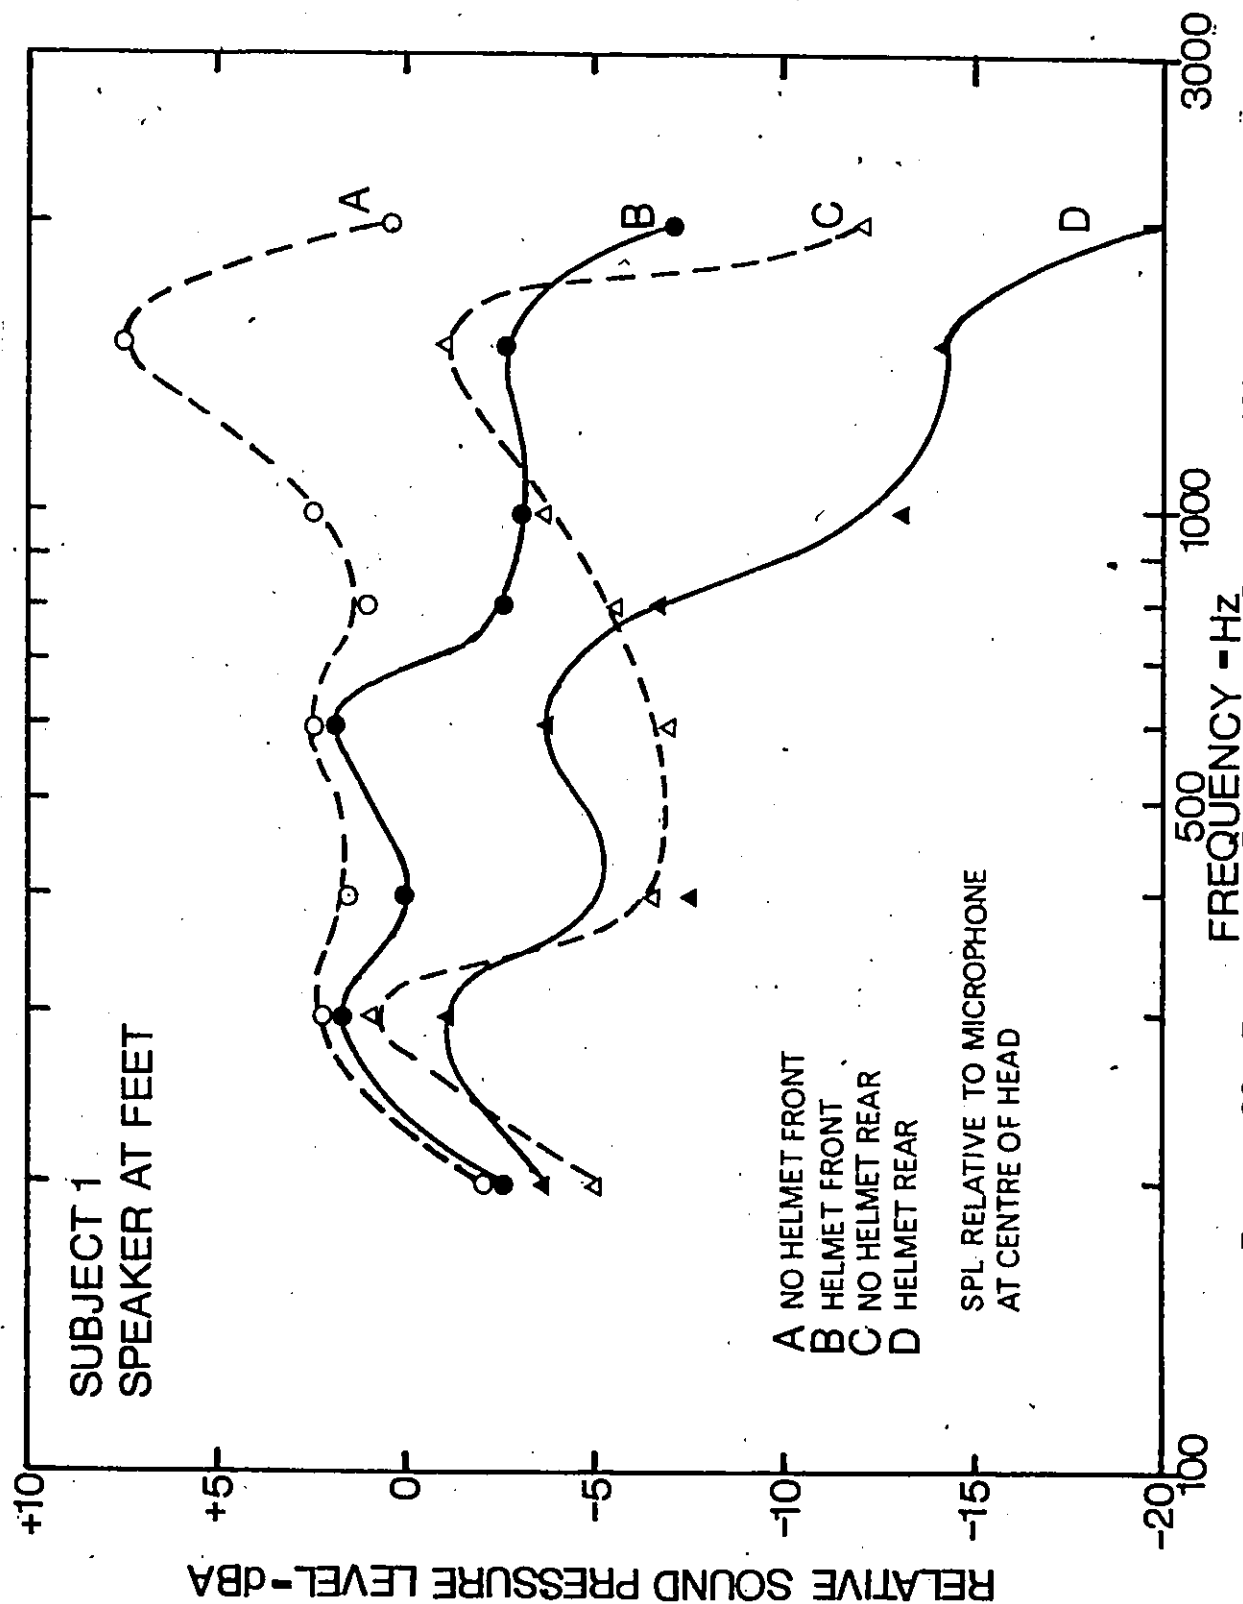 SUBJECT 1
SPEAKER AT FEET
+10
+5
0
-5
-10
-15
-20
RELATIVE SOUND PRESSURE LEVEL-dBA
A
B
C
D
A NO HELMET FRONT
B HELMET FRONT
C NO HELMET REAR
D HELMET REAR
SPL RELATIVE TO MICROPHONE
AT CENTRE OF HEAD
100
500
1000
3000
FREQUENCY -Hz